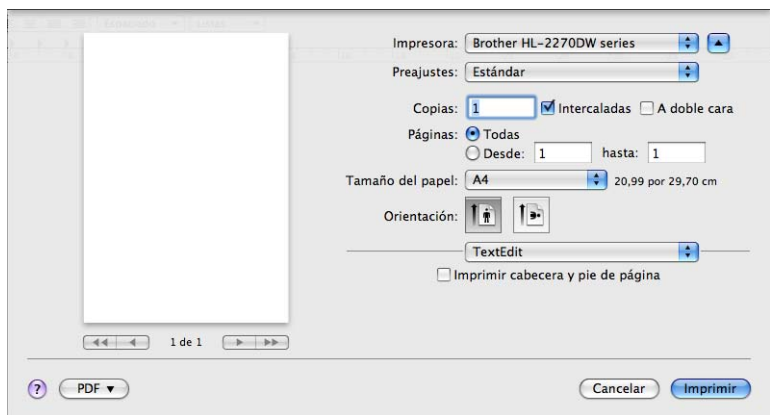 Espaciado Listas
Impresora: Brother HL-2270DW series
Preajustes: Estándar
Copias: 1 Intercaladas A doble cara
Páginas: Todas
Desde: 1 hasta: 1
Tamaño del papel: A4 20,99 por 29,70 cm
Orientación:
TextEdit
Imprimir cabecera y pie de página
1 de 1
? PDF Cancelar Imprimir